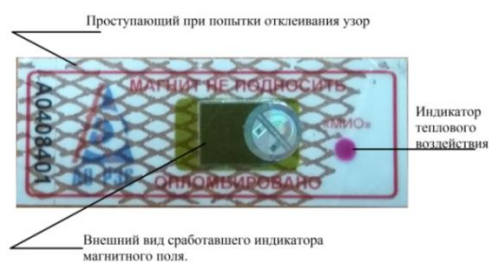 Проступающий при попытки отклеивания узор
МАГНИТ НЕ ПОДНОСИТЬ
А0408401
«МИО»
ОПЛОМБИРОВАНО
Индикатор
теплового
воздействия
Внешний вид сработавшего индикатора
магнитного поля.